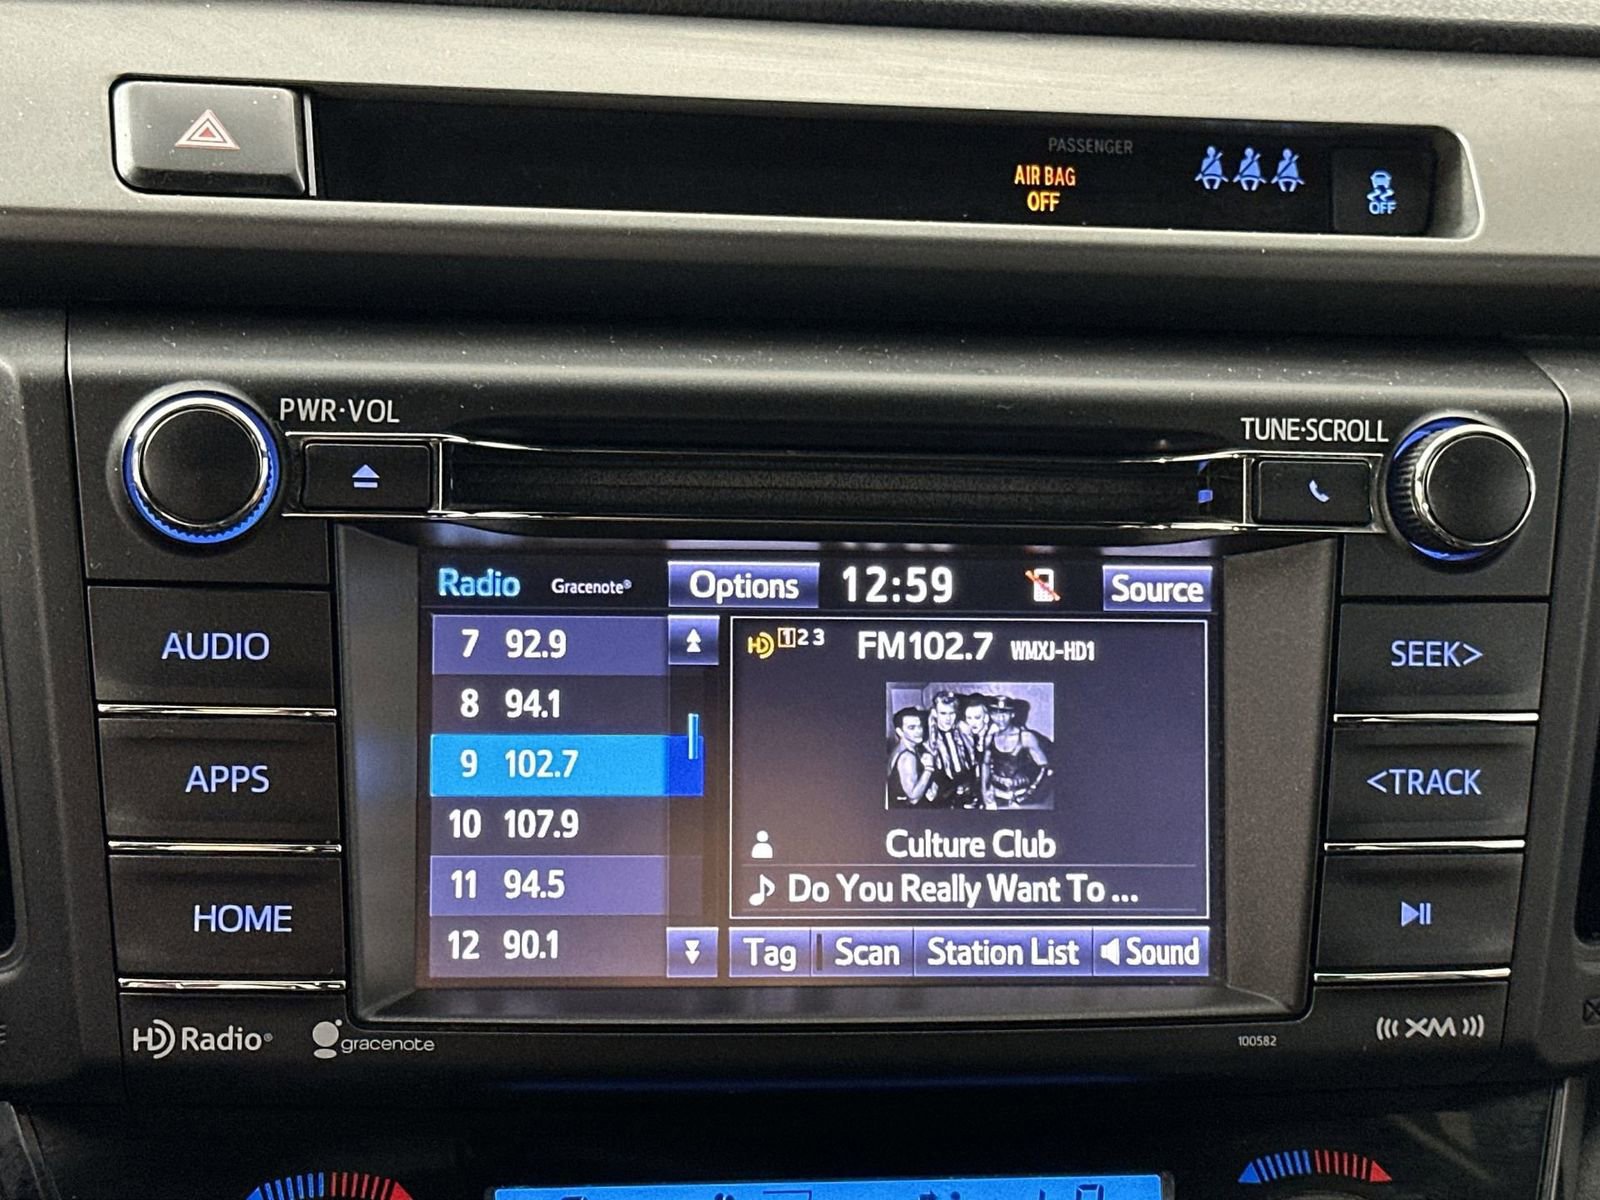 PASSENGER
AIR BAG
OFF
OFF
PWR·VOL
TUNE·SCROLL
Radio Gracenote® Options 12:59 Source
7 92.9
8 94.1
9 102.7
10 107.9
11 94.5
12 90.1
HD 1 2 3 FM102.7 WMXJ-HD1
Culture Club
Do You Really Want To ...
Tag Scan Station List Sound
AUDIO
APPS
HOME
SEEK>
<TRACK
HD Radio®
gracenote
100582
((( XM )))